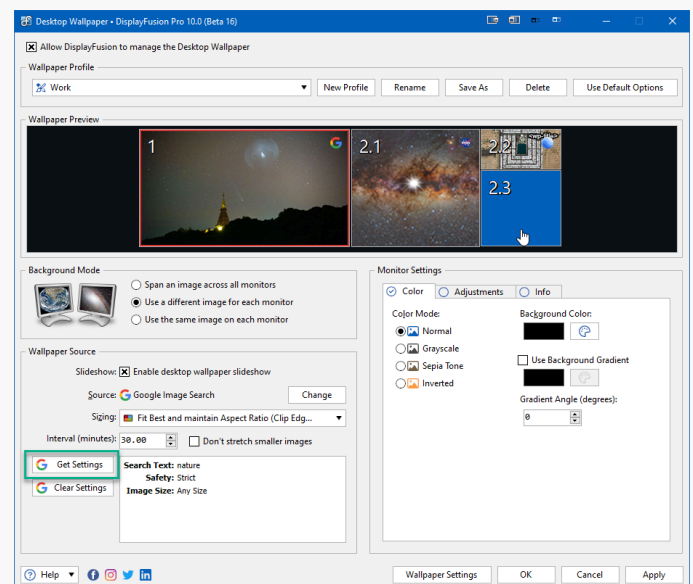 Desktop Wallpaper • DisplayFusion Pro 10.0 (Beta 16)
Allow DisplayFusion to manage the Desktop Wallpaper
Wallpaper Profile
Work
New Profile
Rename
Save As
Delete
Use Default Options
Wallpaper Preview
1
2.1
2.2
2.3
Background Mode
Span an image across all monitors
Use a different image for each monitor
Use the same image on each monitor
Wallpaper Source
Slideshow: Enable desktop wallpaper slideshow
Source: Google Image Search
Change
Sizing: Fit Best and maintain Aspect Ratio (Clip Edg...
Interval (minutes): 30.00 Don't stretch smaller images
Get Settings
Clear Settings
Search Text: nature
Safety: Strict
Image Size: Any Size
Monitor Settings
Color
Adjustments
Info
Color Mode:
Normal
Grayscale
Sepia Tone
Inverted
Background Color:
Use Background Gradient
Gradient Angle (degrees):
0
Help
Wallpaper Settings
OK
Cancel
Apply